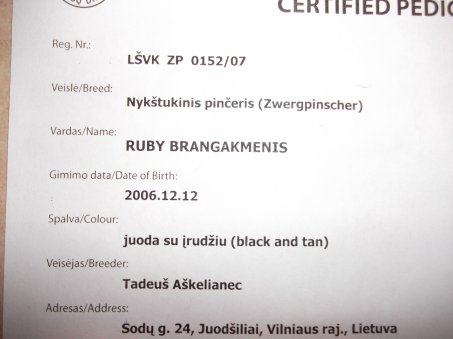 CERTIFIED PEDIG
Reg. Nr.:
LŠVK ZP 0152/07
Veislė/Breed:
Nykštukinis pinčeris (Zwergpinscher)
Vardas/Name:
RUBY BRANGAKMENIS
Gimimo data/Date of Birth:
2006.12.12
Spalva/Colour:
juoda su įrudžiu (black and tan)
Veisėjas/Breeder:
Tadeuš Aškelianec
Adresas/Address:
Sodų g. 24, Juodšiliai, Vilniaus raj., Lietuva